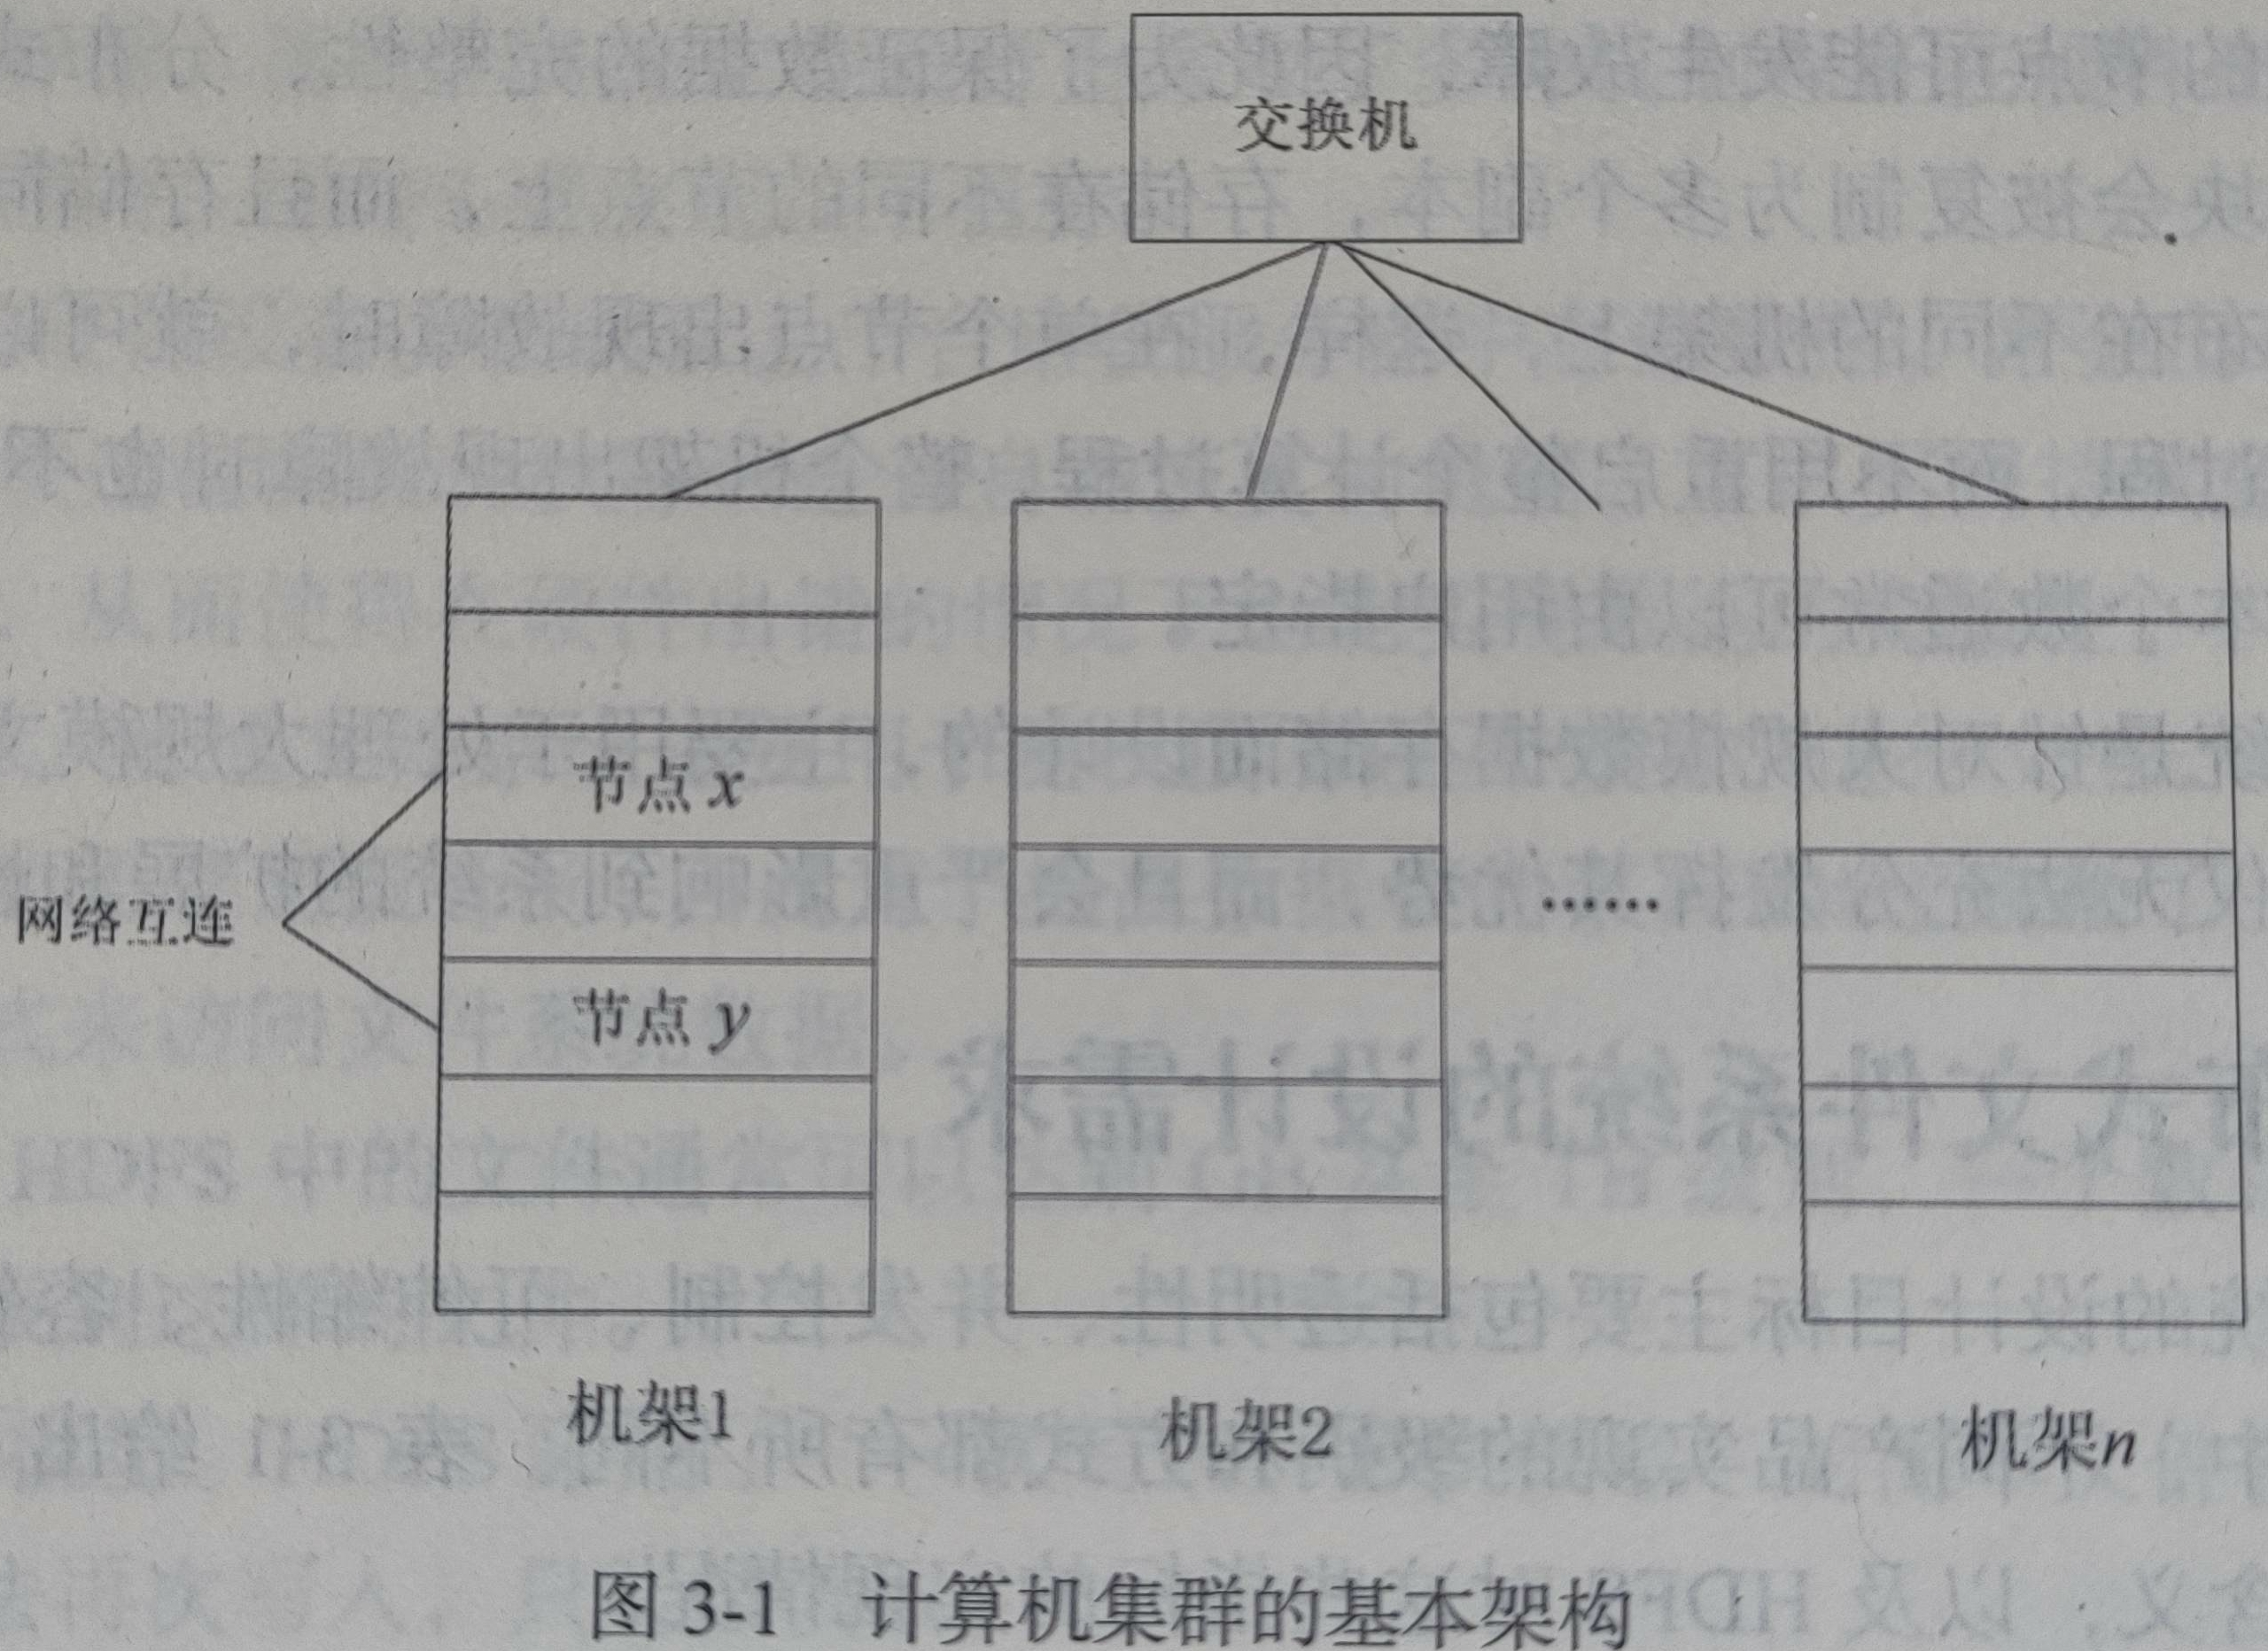 交换机
节点 x
网络互连
节点 y
······
机架1
机架2
机架n
图 3-1 计算机集群的基本架构